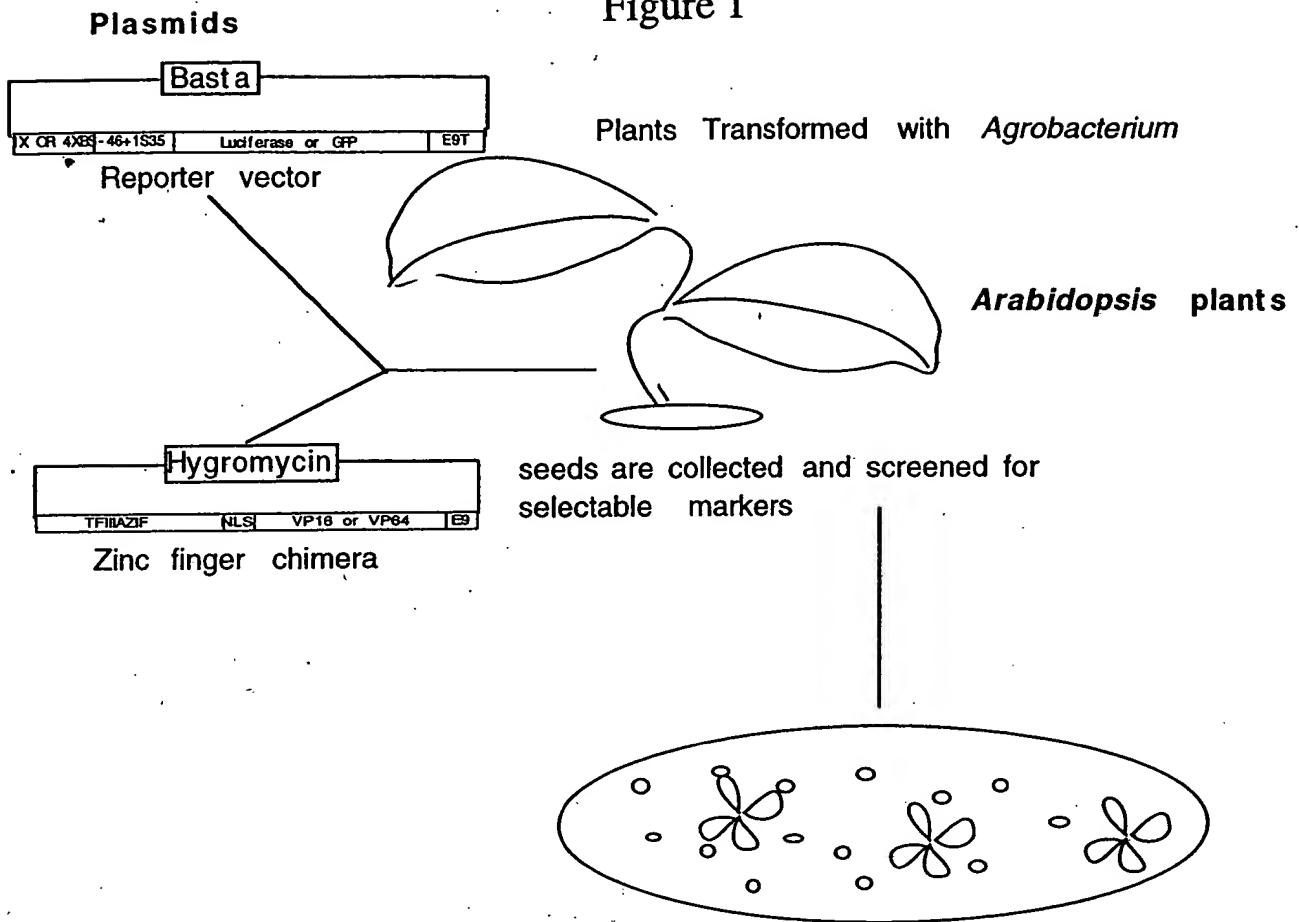 Figure 1
Plasmids
Basta
X OR 4XBS -46+1S35 Luciferase or GFP E9T
Reporter vector
Plants Transformed with Agrobacterium
Arabidopsis plants
Hygromycin
TFIIIAZIF NLS VP16 or VP64 E9
Zinc finger chimera
seeds are collected and screened for
selectable markers